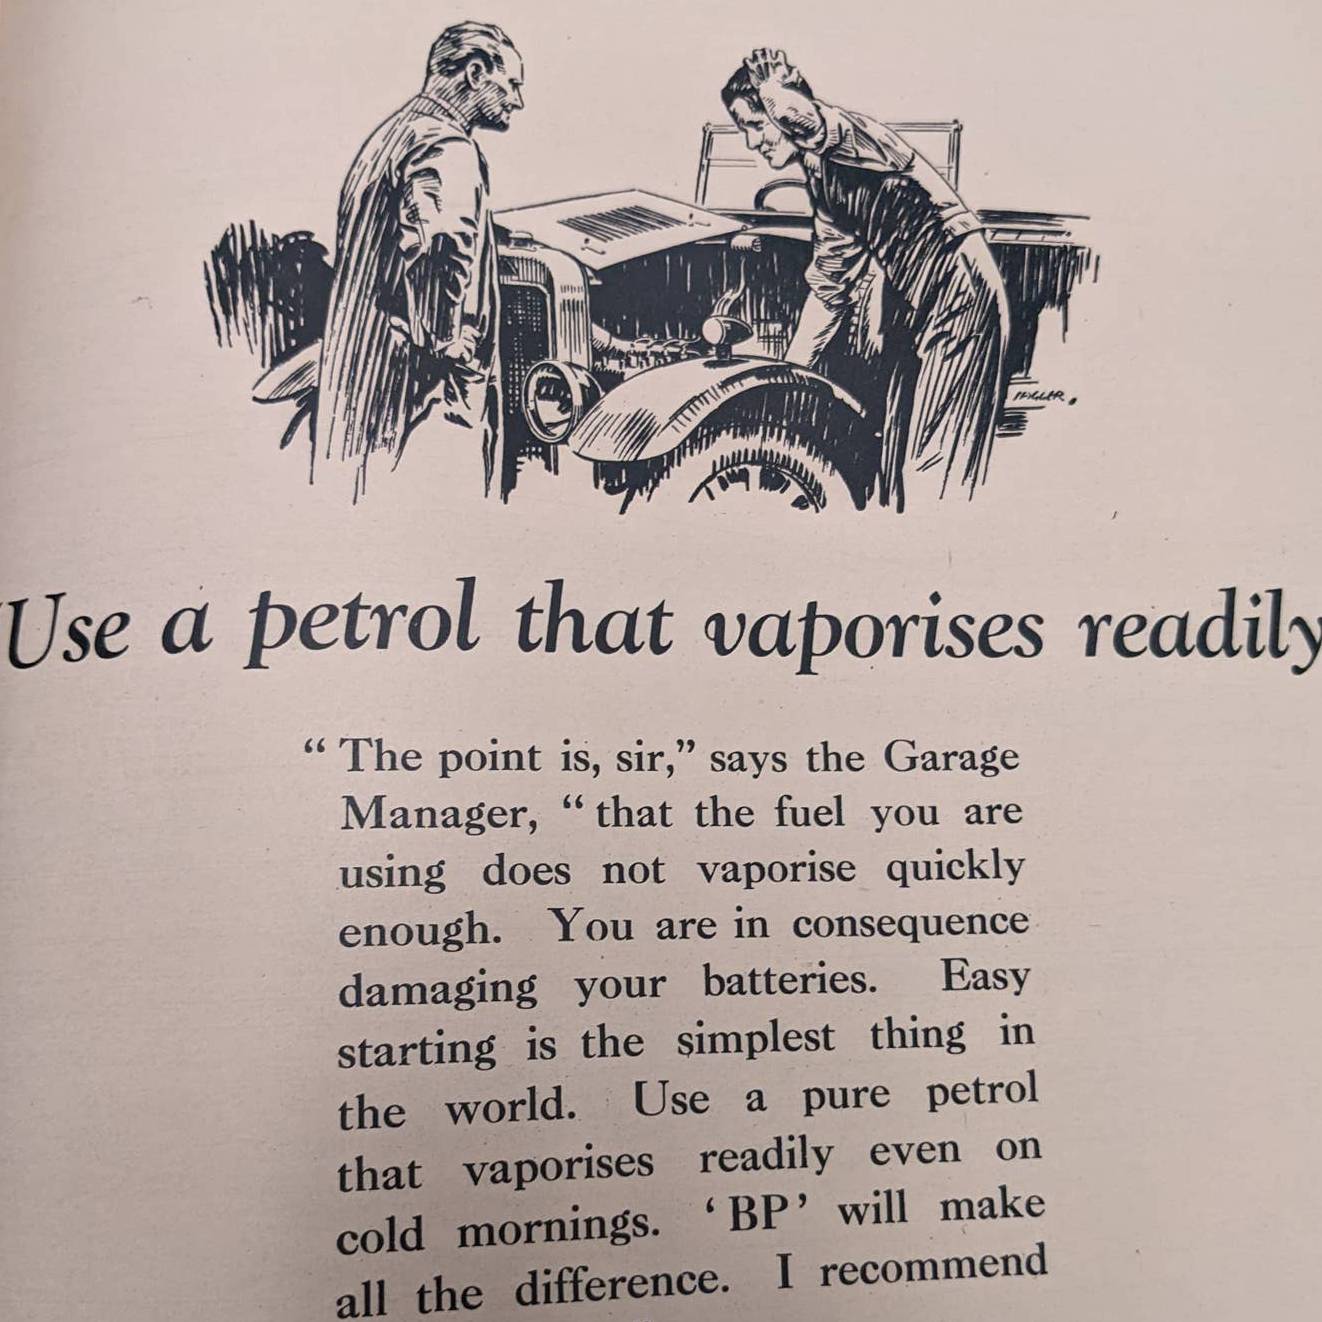 Use a petrol that vaporises readily
“ The point is, sir,” says the Garage
Manager, “ that the fuel you are
using does not vaporise quickly
enough. You are in consequence
damaging your batteries. Easy
starting is the simplest thing in
the world. Use a pure petrol
that vaporises readily even on
cold mornings. ‘ BP ’ will make
all the difference. I recommend